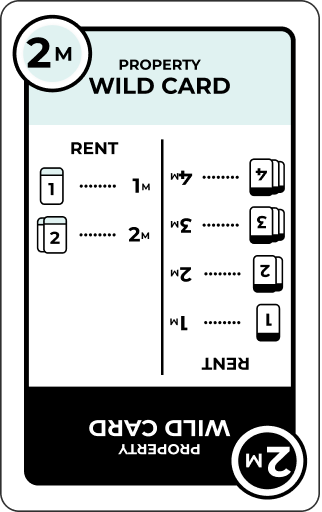 2M
PROPERTY
WILD CARD
RENT
1 ........ 1M
2 ........ 2M
4M ........ 4
3M ........ 3
2M ........ 2
1M ........ 1
RENT
WILD CARD
PROPERTY
2M